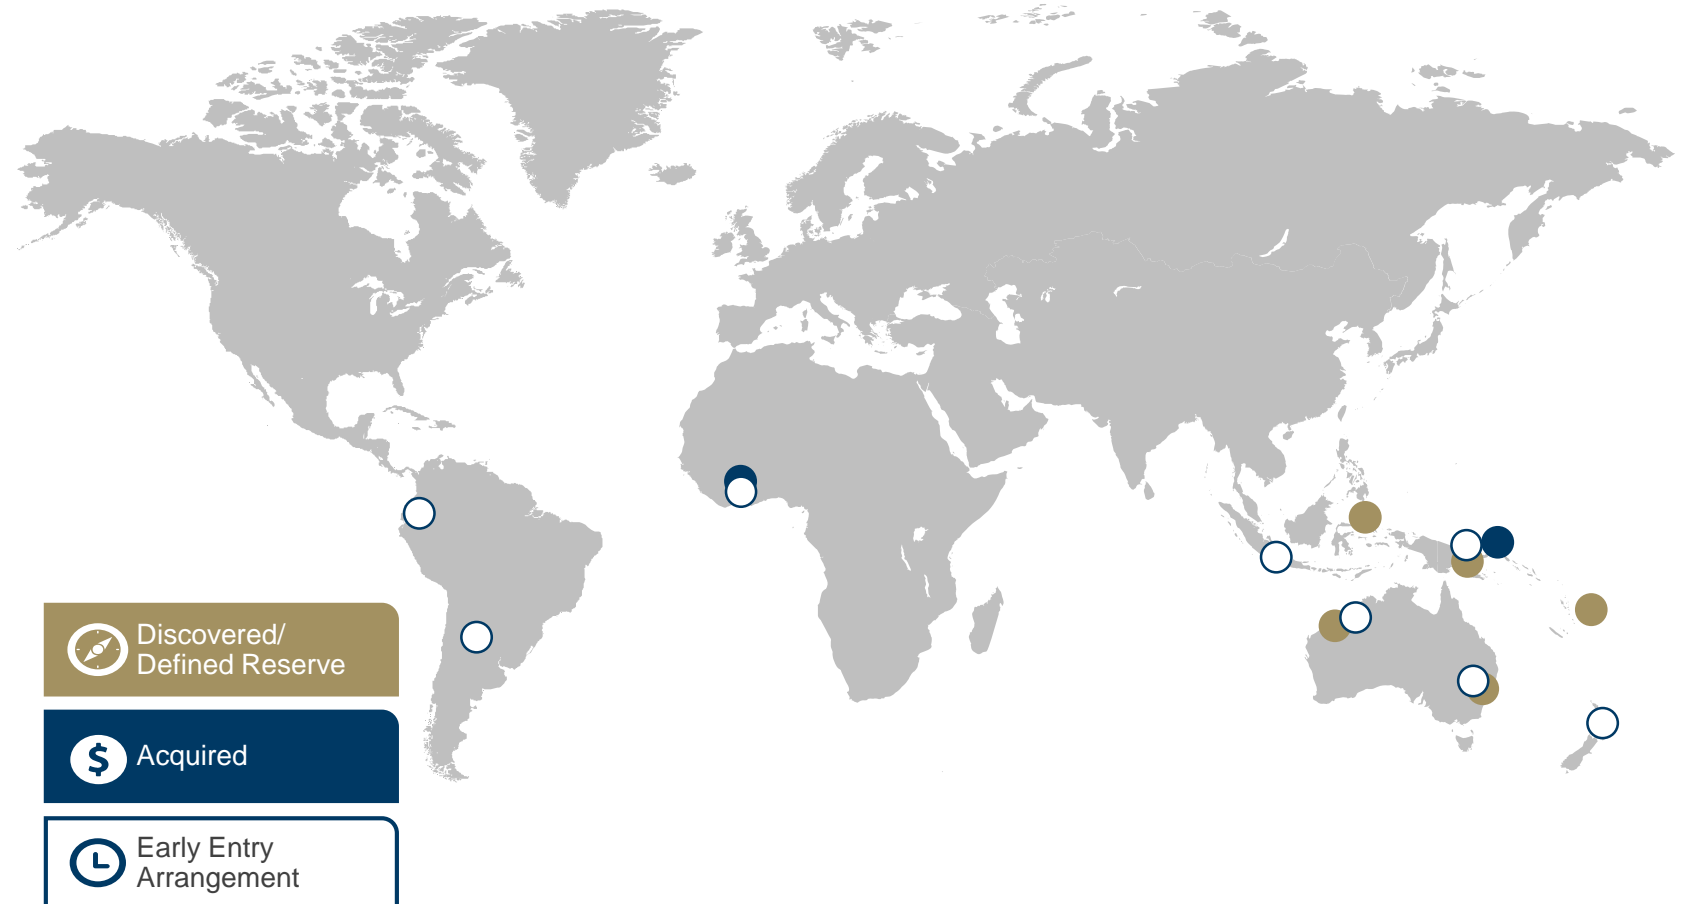 Discovered/
Defined Reserve
$ Acquired
Early Entry
Arrangement